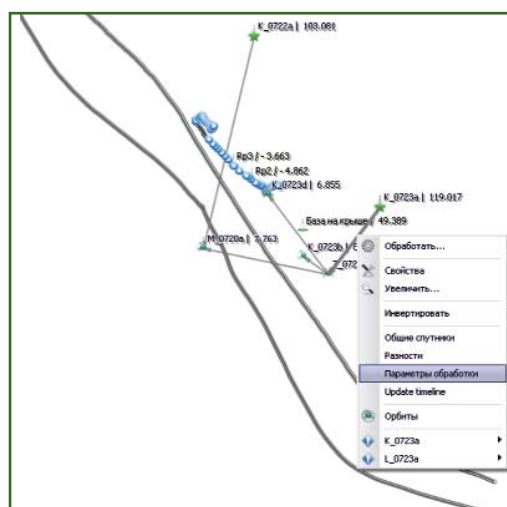 K_0722a | 103.081
Rp3 / - 3.663
Rp2 / - 4.862
K_0723d | 6.855
K_0723a | 119.017
База на крыше | 49.389
M_0720a | 7.763
K_0723b |
Обработать...
Свойства
Увеличить...
Инвертировать
Общие спутники
Разности
Параметры обработки
Update timeline
Орбиты
K_0723a
L_0723a